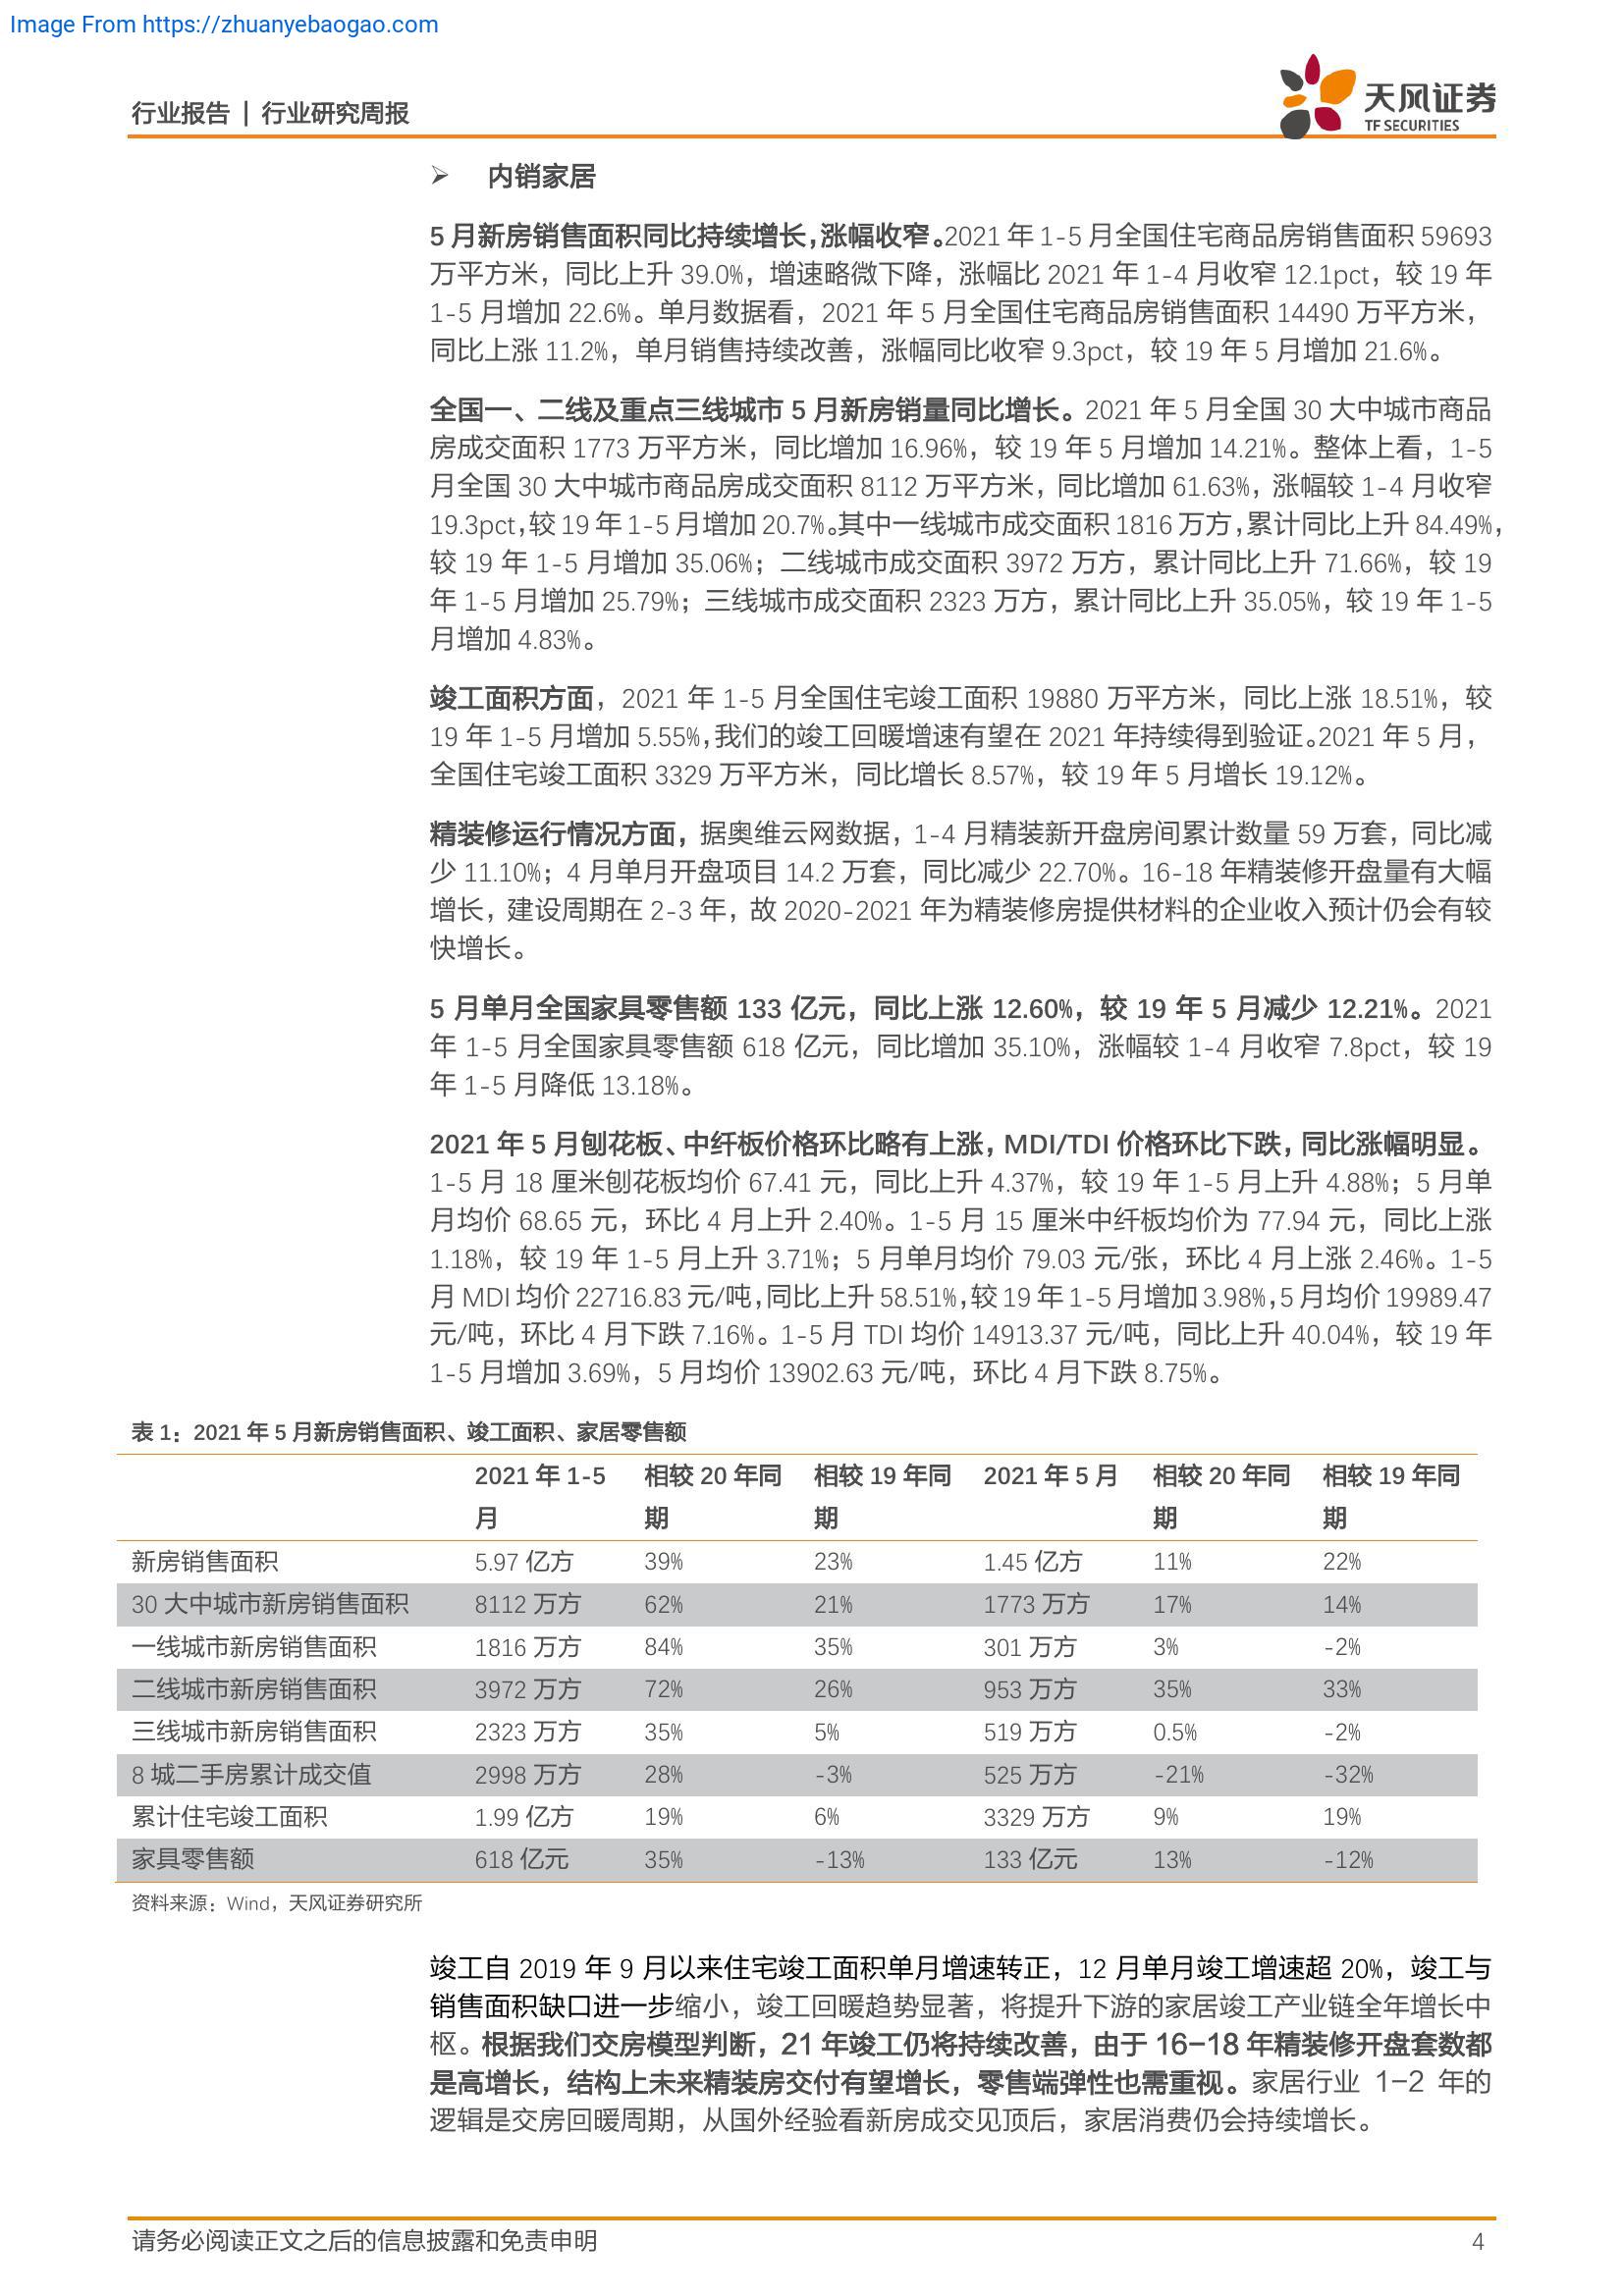 Image From https://zhuanyebaogao.com
行业报告 | 行业研究周报
天风证券
TF SECURITIES
➢ 内销家居
5 月新房销售面积同比持续增长，涨幅收窄。2021 年 1-5 月全国住宅商品房销售面积 59693
万平方米，同比上升 39.0%，增速略微下降，涨幅比 2021 年 1-4 月收窄 12.1pct，较 19 年
1-5 月增加 22.6%。单月数据看，2021 年 5 月全国住宅商品房销售面积 14490 万平方米，
同比上涨 11.2%，单月销售持续改善，涨幅同比收窄 9.3pct，较 19 年 5 月增加 21.6%。
全国一、二线及重点三线城市 5 月新房销量同比增长。2021 年 5 月全国 30 大中城市商品
房成交面积 1773 万平方米，同比增加 16.96%，较 19 年 5 月增加 14.21%。整体上看，1-5
月全国 30 大中城市商品房成交面积 8112 万平方米，同比增加 61.63%，涨幅较 1-4 月收窄
19.3pct，较 19 年 1-5 月增加 20.7%。其中一线城市成交面积 1816 万方，累计同比上升 84.49%，
较 19 年 1-5 月增加 35.06%；二线城市成交面积 3972 万方，累计同比上升 71.66%，较 19
年 1-5 月增加 25.79%；三线城市成交面积 2323 万方，累计同比上升 35.05%，较 19 年 1-5
月增加 4.83%。
竣工面积方面，2021 年 1-5 月全国住宅竣工面积 19880 万平方米，同比上涨 18.51%，较
19 年 1-5 月增加 5.55%，我们的竣工回暖增速有望在 2021 年持续得到验证。2021 年 5 月，
全国住宅竣工面积 3329 万平方米，同比增长 8.57%，较 19 年 5 月增长 19.12%。
精装修运行情况方面，据奥维云网数据，1-4 月精装新开盘房间累计数量 59 万套，同比减
少 11.10%；4 月单月开盘项目 14.2 万套，同比减少 22.70%。16-18 年精装修开盘量有大幅
增长，建设周期在 2-3 年，故 2020-2021 年为精装修房提供材料的企业收入预计仍会有较
快增长。
5 月单月全国家具零售额 133 亿元，同比上涨 12.60%，较 19 年 5 月减少 12.21%。2021
年 1-5 月全国家具零售额 618 亿元，同比增加 35.10%，涨幅较 1-4 月收窄 7.8pct，较 19
年 1-5 月降低 13.18%。
2021 年 5 月刨花板、中纤板价格环比略有上涨，MDI/TDI 价格环比下跌，同比涨幅明显。
1-5 月 18 厘米刨花板均价 67.41 元，同比上升 4.37%，较 19 年 1-5 月上升 4.88%；5 月单
月均价 68.65 元，环比 4 月上升 2.40%。1-5 月 15 厘米中纤板均价为 77.94 元，同比上涨
1.18%，较 19 年 1-5 月上升 3.71%；5 月单月均价 79.03 元/张，环比 4 月上涨 2.46%。1-5
月 MDI 均价 22716.83 元/吨，同比上升 58.51%，较 19 年 1-5 月增加 3.98%，5 月均价 19989.47
元/吨，环比 4 月下跌 7.16%。1-5 月 TDI 均价 14913.37 元/吨，同比上升 40.04%，较 19 年
1-5 月增加 3.69%，5 月均价 13902.63 元/吨，环比 4 月下跌 8.75%。
表 1：2021 年 5 月新房销售面积、竣工面积、家居零售额
2021 年 1-5 相较 20 年同 相较 19 年同 2021 年 5 月 相较 20 年同 相较 19 年同
月 期 期 期 期
新房销售面积 5.97 亿方 39% 23% 1.45 亿方 11% 22%
30 大中城市新房销售面积 8112 万方 62% 21% 1773 万方 17% 14%
一线城市新房销售面积 1816 万方 84% 35% 301 万方 3% -2%
二线城市新房销售面积 3972 万方 72% 26% 953 万方 35% 33%
三线城市新房销售面积 2323 万方 35% 5% 519 万方 0.5% -2%
8 城二手房累计成交值 2998 万方 28% -3% 525 万方 -21% -32%
累计住宅竣工面积 1.99 亿方 19% 6% 3329 万方 9% 19%
家具零售额 618 亿元 35% -13% 133 亿元 13% -12%
资料来源：Wind，天风证券研究所
竣工自 2019 年 9 月以来住宅竣工面积单月增速转正，12 月单月竣工增速超 20%，竣工与
销售面积缺口进一步缩小，竣工回暖趋势显著，将提升下游的家居竣工产业链全年增长中
枢。根据我们交房模型判断，21 年竣工仍将持续改善，由于 16-18 年精装修开盘套数都
是高增长，结构上未来精装房交付有望增长，零售端弹性也需重视。家居行业 1-2 年的
逻辑是交房回暖周期，从国外经验看新房成交见顶后，家居消费仍会持续增长。
请务必阅读正文之后的信息披露和免责申明 4